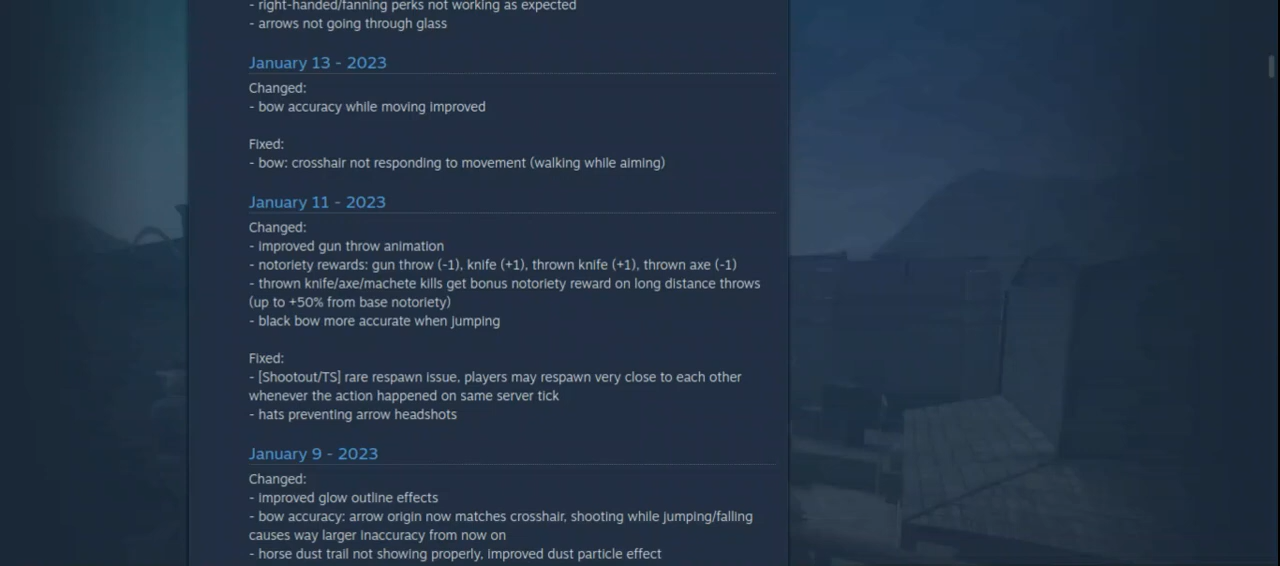 - right-handed/fanning perks not working as expected
- arrows not going through glass
January 13 - 2023
Changed:
- bow accuracy while moving improved
Fixed:
- bow: crosshair not responding to movement (walking while aiming)
January 11 - 2023
Changed:
- improved gun throw animation
- notoriety rewards: gun throw (-1), knife (+1), thrown knife (+1), thrown axe (-1)
- thrown knife/axe/machete kills get bonus notoriety reward on long distance throws
(up to +50% from base notoriety)
- black bow more accurate when jumping
Fixed:
- [Shootout/TS] rare respawn issue, players may respawn very close to each other
whenever the action happened on same server tick
- hats preventing arrow headshots
January 9 - 2023
Changed:
- improved glow outline effects
- bow accuracy: arrow origin now matches crosshair, shooting while jumping/falling
causes way larger inaccuracy from now on
- horse dust trail not showing properly, improved dust particle effect